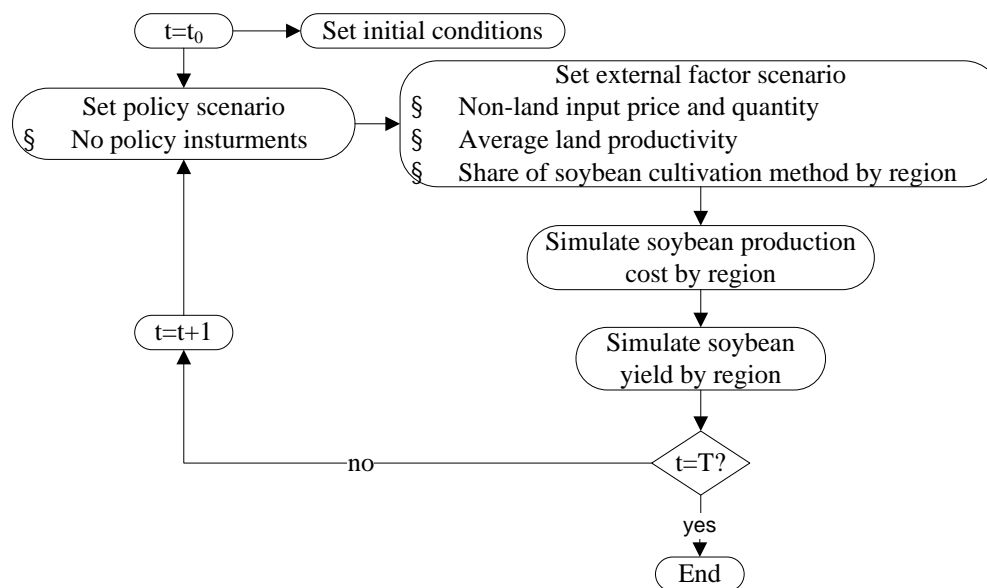 t=t0
Set initial conditions
Set policy scenario
§ No policy insturments
Set external factor scenario
§ Non-land input price and quantity
§ Average land productivity
§ Share of soybean cultivation method by region
Simulate soybean production
cost by region
t=t+1
Simulate soybean
yield by region
t=T?
no
yes
End